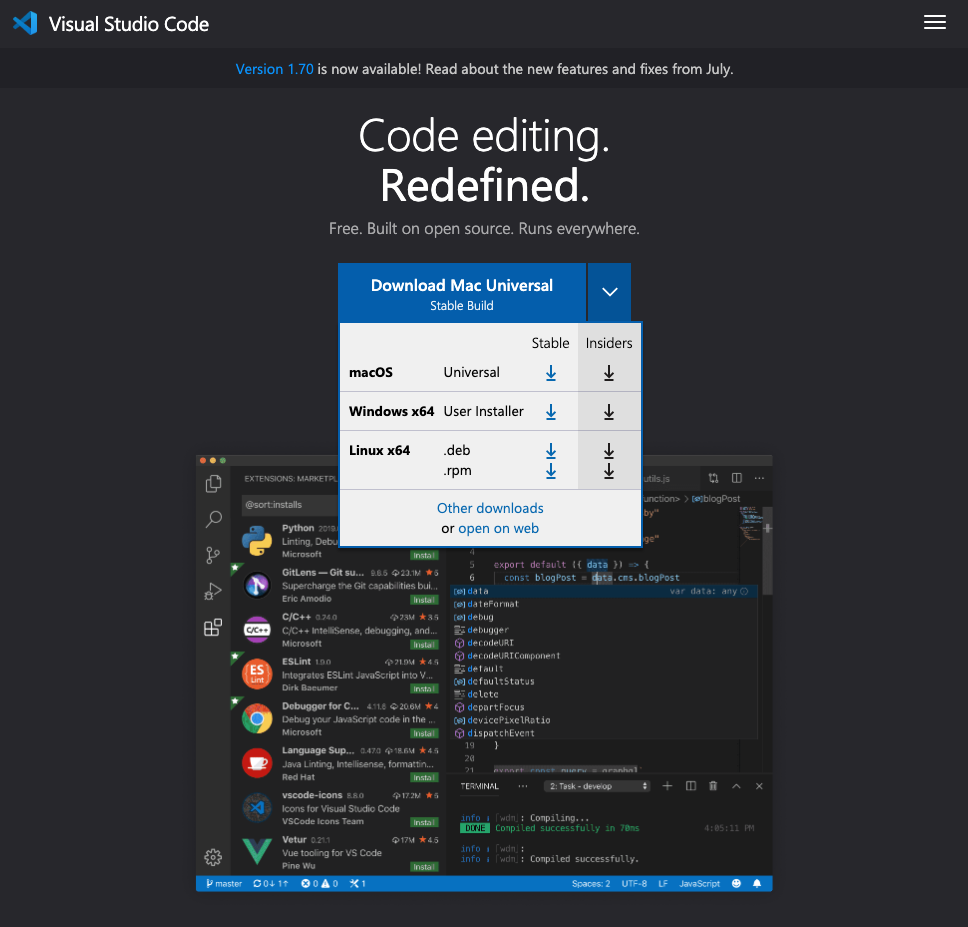 Visual Studio Code
Version 1.70 is now available! Read about the new features and fixes from July.
Code editing.
Redefined.
Free. Built on open source. Runs everywhere.
Download Mac Universal
Stable Build
Stable Insiders
macOS Universal
Windows x64 User Installer
Linux x64 .deb
.rpm
Other downloads
or open on web
EXTENSIONS: MARKETPL
@sort:installs
Python
Linting, Debu
Microsoft Install
GitLens — Git su... 9.8.5 23.1M 5
Supercharge the Git capabilities bui...
Eric Amodio Install
C/C++ 0.24.0 23M 3.5
C/C++ IntelliSense, debugging, and...
Microsoft Install
ESLint 1.9.0 21.9M 4.5
Integrates ESLint JavaScript into V...
Dirk Baeumer Install
Debugger for C... 4.11.6 20.6M 4
Debug your JavaScript code in the ...
Microsoft Install
Language Sup... 0.47.0 18.6M 4.5
Java Linting, Intellisense, formattin...
Red Hat Install
vscode-icons 8.8.0 17.2M 5
Icons for Visual Studio Code
VSCode Icons Team Install
Vetur 0.21.1 17M 4.5
Vue tooling for VS Code
Pine Wu Install
utils.js ...
unction> > blogPost
by"
age"
4
5 export default ({ data }) => {
6 const blogPost = data.cms.blogPost
data var data: any
dateFormat
debug
debugger
decodeURI
decodeURIComponent
default
defaultStatus
delete
departFocus
devicePixelRatio
dispatchEvent
19 }
20
21 export const query = graphql`
TERMINAL ... 2: Task - develop
info [wdm]: Compiling...
DONE Compiled successfully in 70ms 4:05:11 PM
info [wdm]:
info [wdm]: Compiled successfully.
master 0↓ 1↑ 0 0 1 Spaces: 2 UTF-8 LF JavaScript